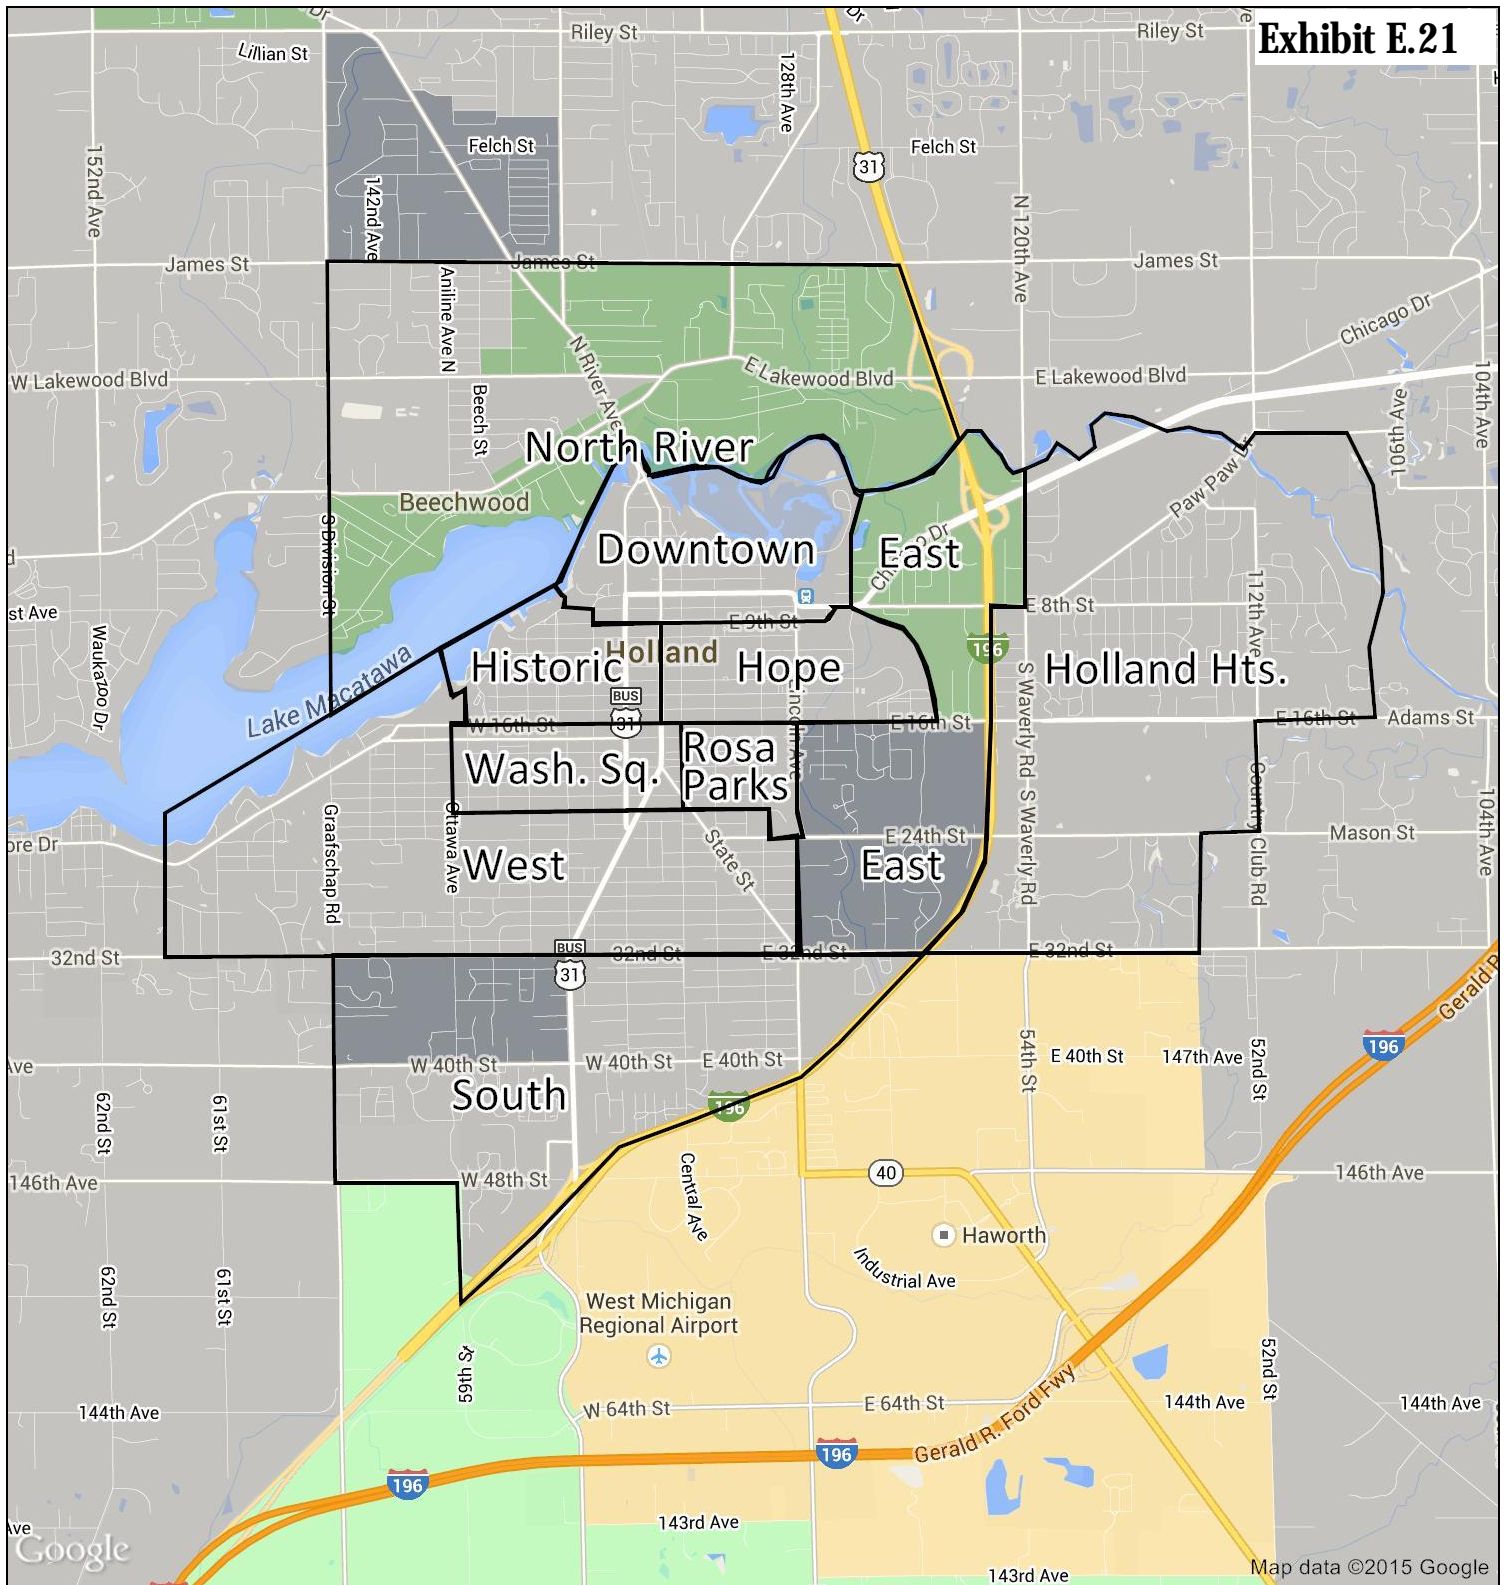 Dr
Dr
Exhibit E.21
Lillian St
Riley St
Riley St
128th Ave
Felch St
Felch St
31
152nd Ave
142nd Ave
N 120th Ave
James St
James St
James St
Aniline Ave N
Chicago Dr
N River Ave
W Lakewood Blvd
E Lakewood Blvd
E Lakewood Blvd
104th Ave
Beech St
106th Ave
North River
Paw Paw Dr
Beechwood
S Division St
Downtown
East
Chicago Dr
st Ave
E 8th St
112th Ave
E 9th St
Waukazoo Dr
Holland
196
Historic
Hope
Holland Hts.
BUS
31
Lake Macatawa
Lincoln Ave
S Waverly Rd
W 16th St
E 16th St
E 16th St
Adams St
Wash. Sq.
Rosa
Parks
S Waverly Rd
Country Club Rd
104th Ave
Graafschap Rd
Ottawa Ave
ore Dr
State St
E 24th St
Mason St
West
East
BUS
31
32nd St
32nd St
E 32nd St
E 32nd St
Gerald R
196
Ave
W 40th St
W 40th St
E 40th St
54th St
E 40th St
147th Ave
52nd St
62nd St
61st St
South
196
146th Ave
W 48th St
Central Ave
40
146th Ave
Haworth
Industrial Ave
62nd St
61st St
West Michigan
Regional Airport
59th St
52nd St
144th Ave
W 64th St
E 64th St
144th Ave
144th Ave
Gerald R. Ford Fwy
196
196
143rd Ave
Ave
Google
143rd Ave
Map data ©2015 Google